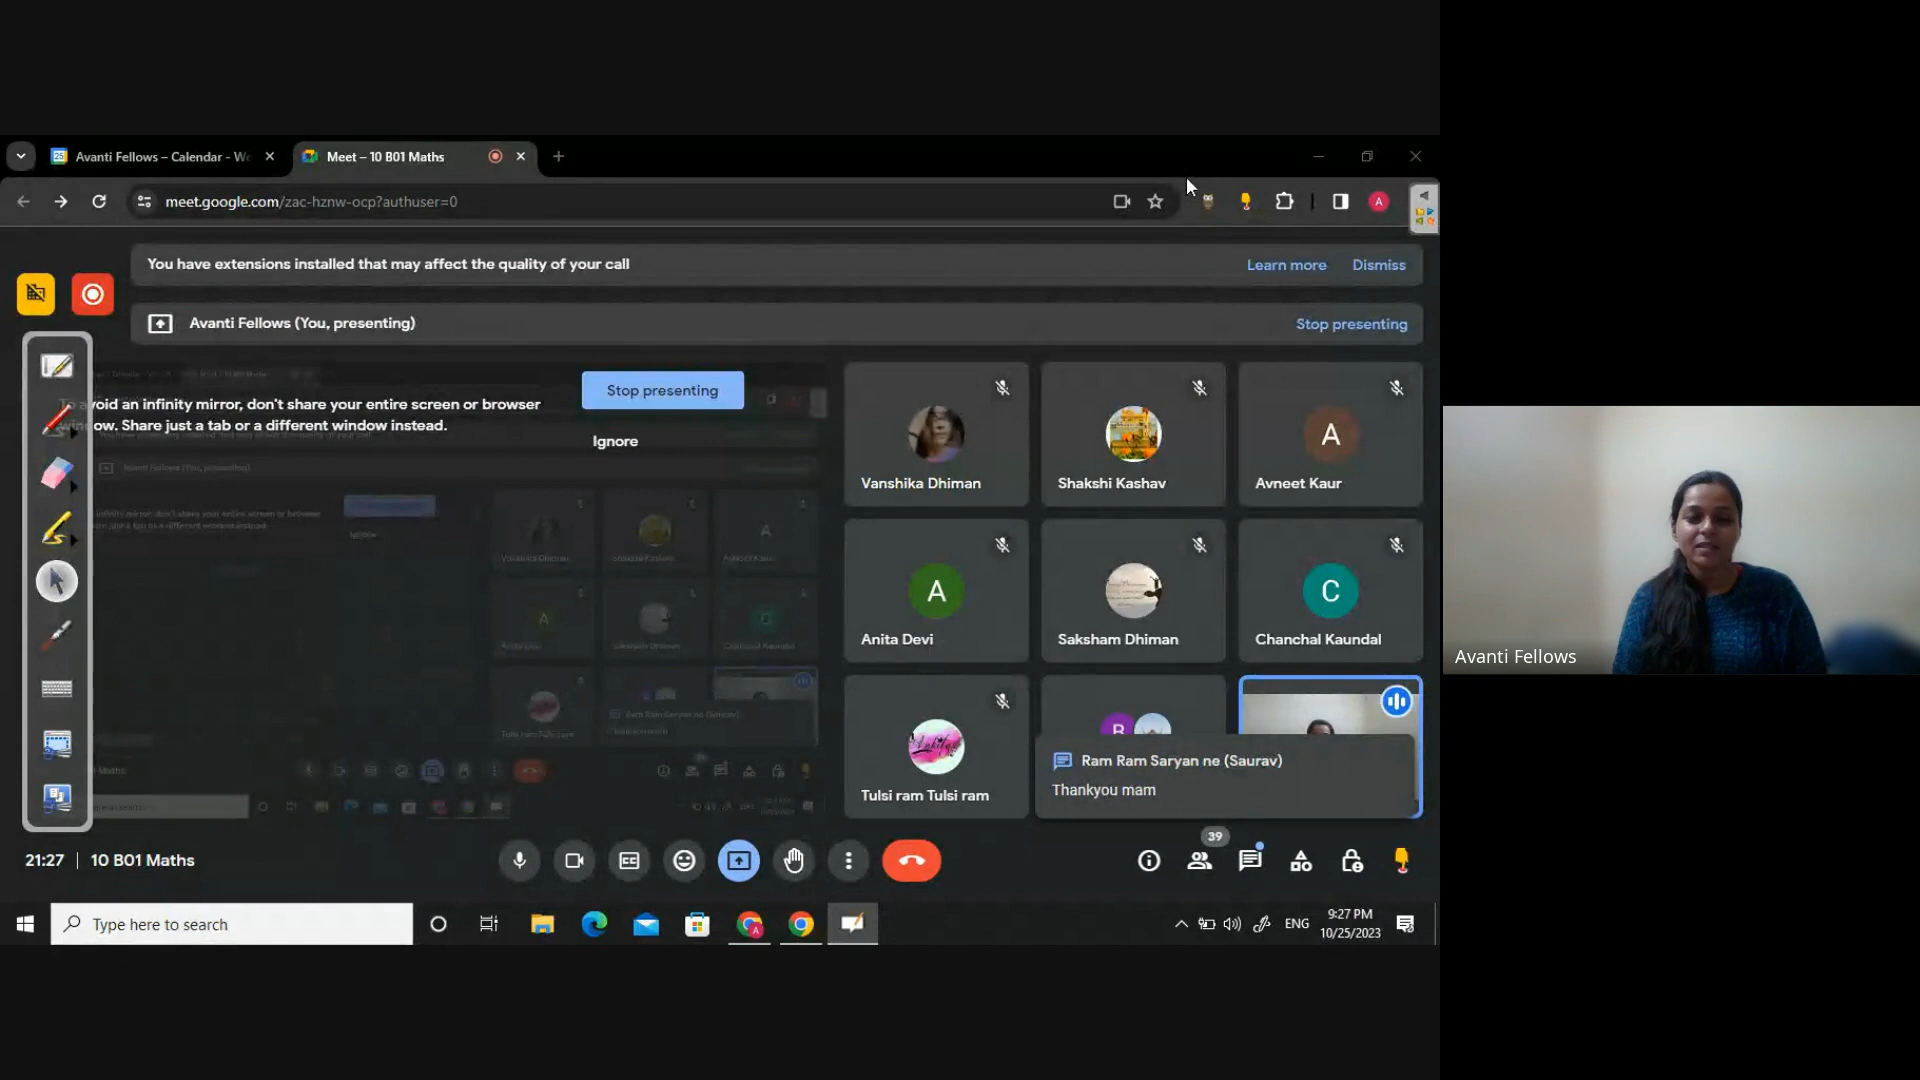 Avanti Fellows – Calendar - We
Meet – 10 B01 Maths
meet.google.com/zac-hznw-ocp?authuser=0
A
You have extensions installed that may affect the quality of your call
Learn more
Dismiss
Avanti Fellows (You, presenting)
Stop presenting
To avoid an infinity mirror, don't share your entire screen or browser
window. Share just a tab or a different window instead.
Stop presenting
Ignore
Vanshika Dhiman
Shakshi Kashav
A
Avneet Kaur
A
Anita Devi
Saksham Dhiman
C
Chanchal Kaundal
Tulsi ram Tulsi ram
Ram Ram Saryan ne (Saurav)
Thankyou mam
Avanti Fellows
21:27
10 B01 Maths
39
Type here to search
ENG
9:27 PM
10/25/2023